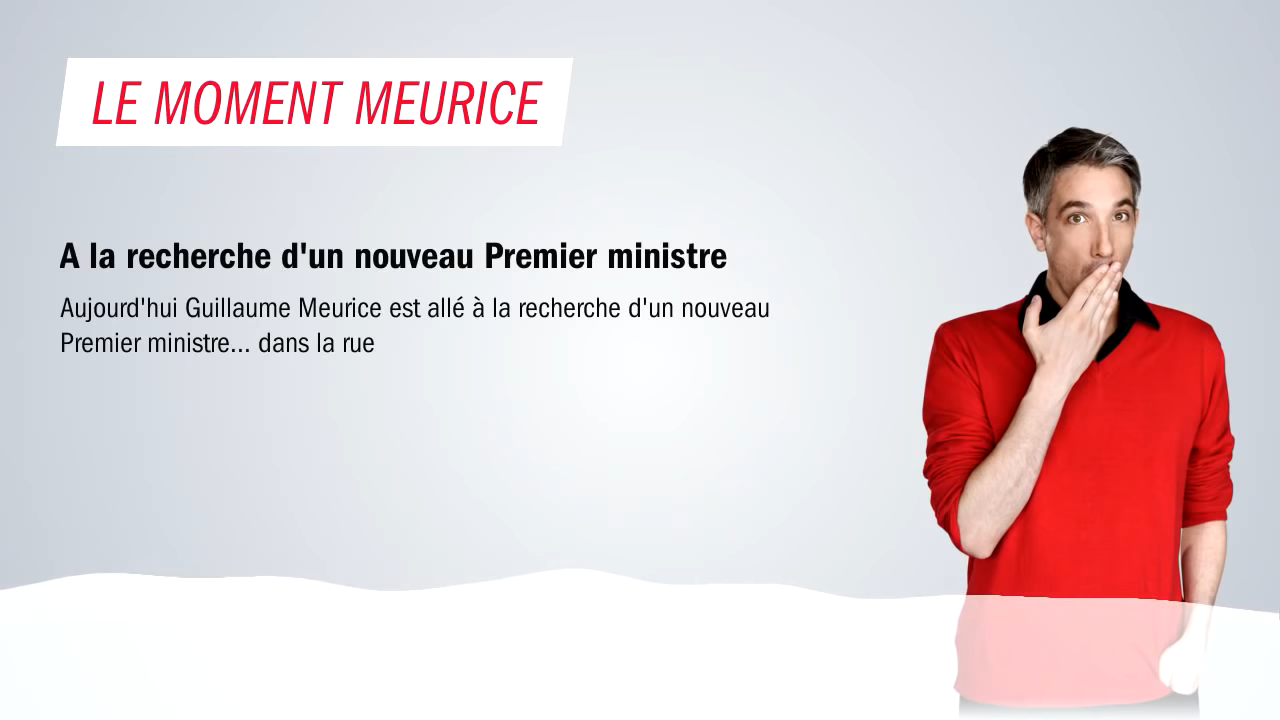 LE MOMENT MEURICE
A la recherche d'un nouveau Premier ministre
Aujourd'hui Guillaume Meurice est allé à la recherche d'un nouveau
Premier ministre... dans la rue